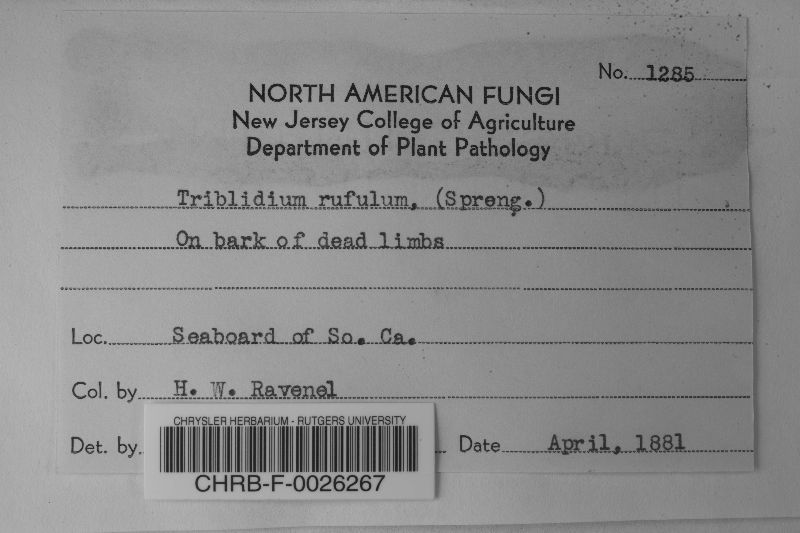 No. 1285
NORTH AMERICAN FUNGI
New Jersey College of Agriculture
Department of Plant Pathology
Triblidium rufulum, (Spreng.)
On bark of dead limbs
Loc. Seaboard of So. Ca.
Col. by H. W. Ravenel
Det. by
Date April, 1881
CHRYSLER HERBARIUM - RUTGERS UNIVERSITY
CHRB-F-0026267